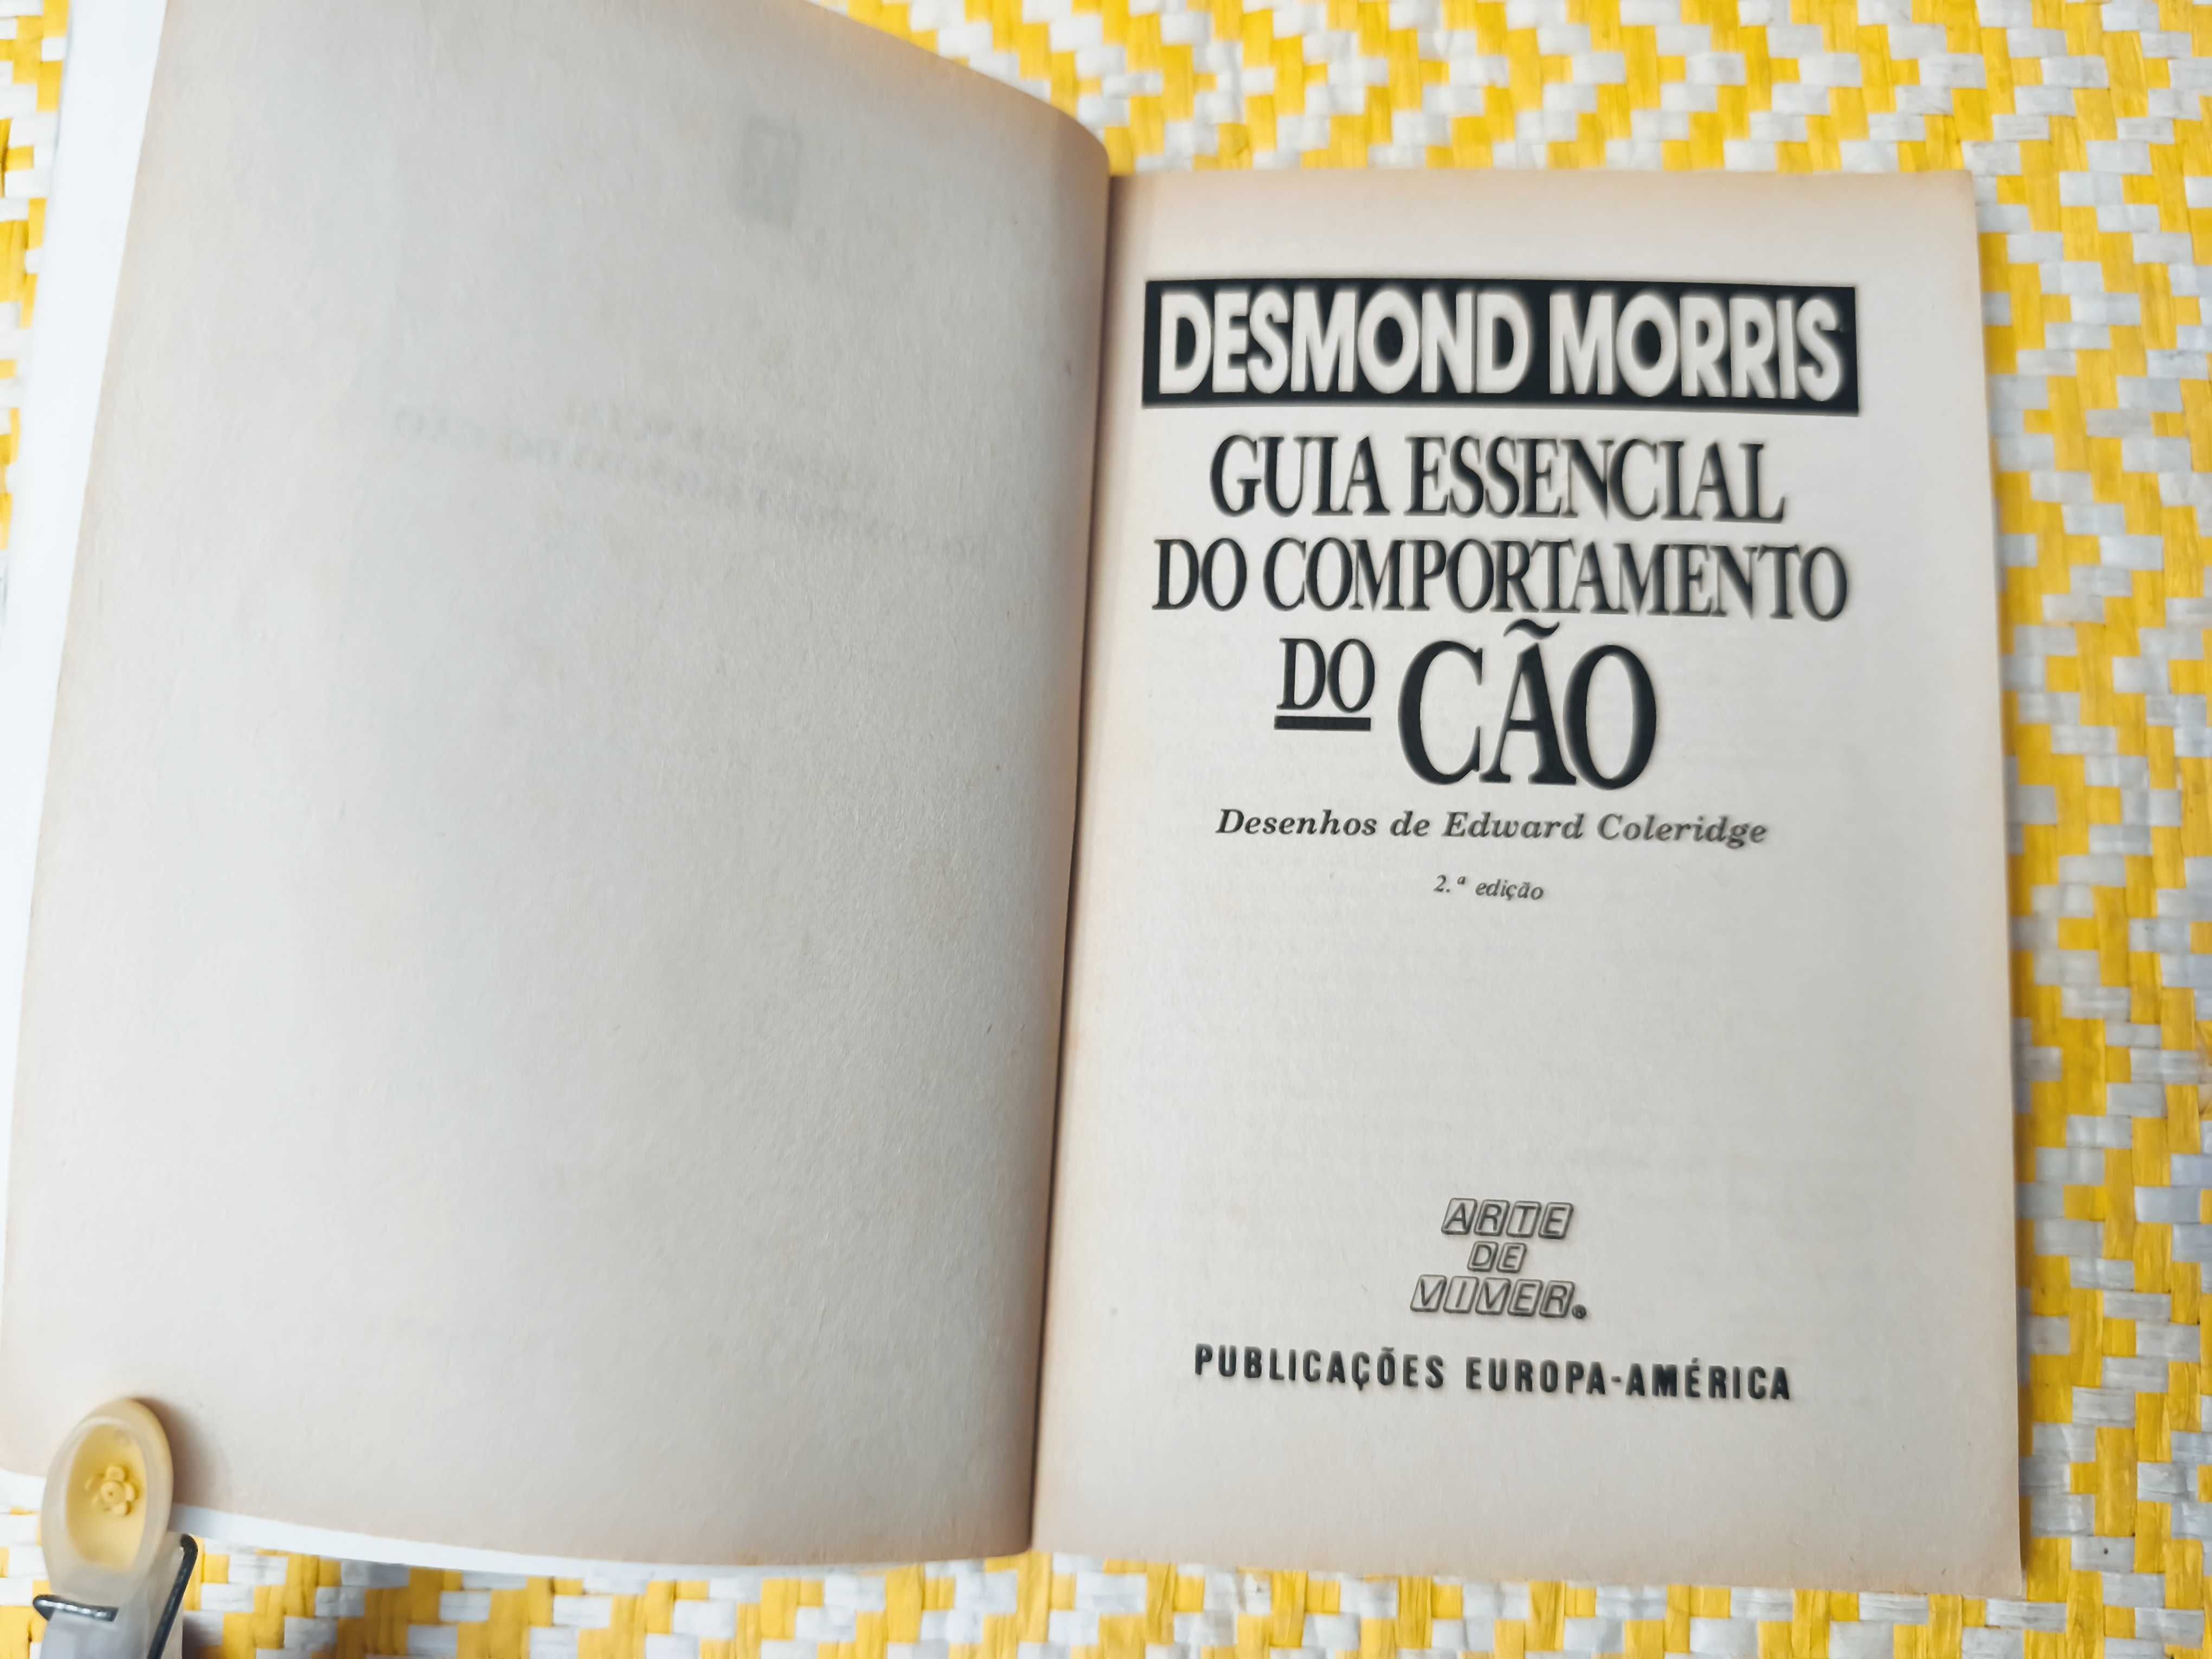 DESMOND MORRIS
GUIA ESSENCIAL
DO COMPORTAMENTO
DO CÃO
Desenhos de Edward Coleridge
2.ª edição
ARTE
DE
VIVER®
PUBLICAÇÕES EUROPA-AMÉRICA